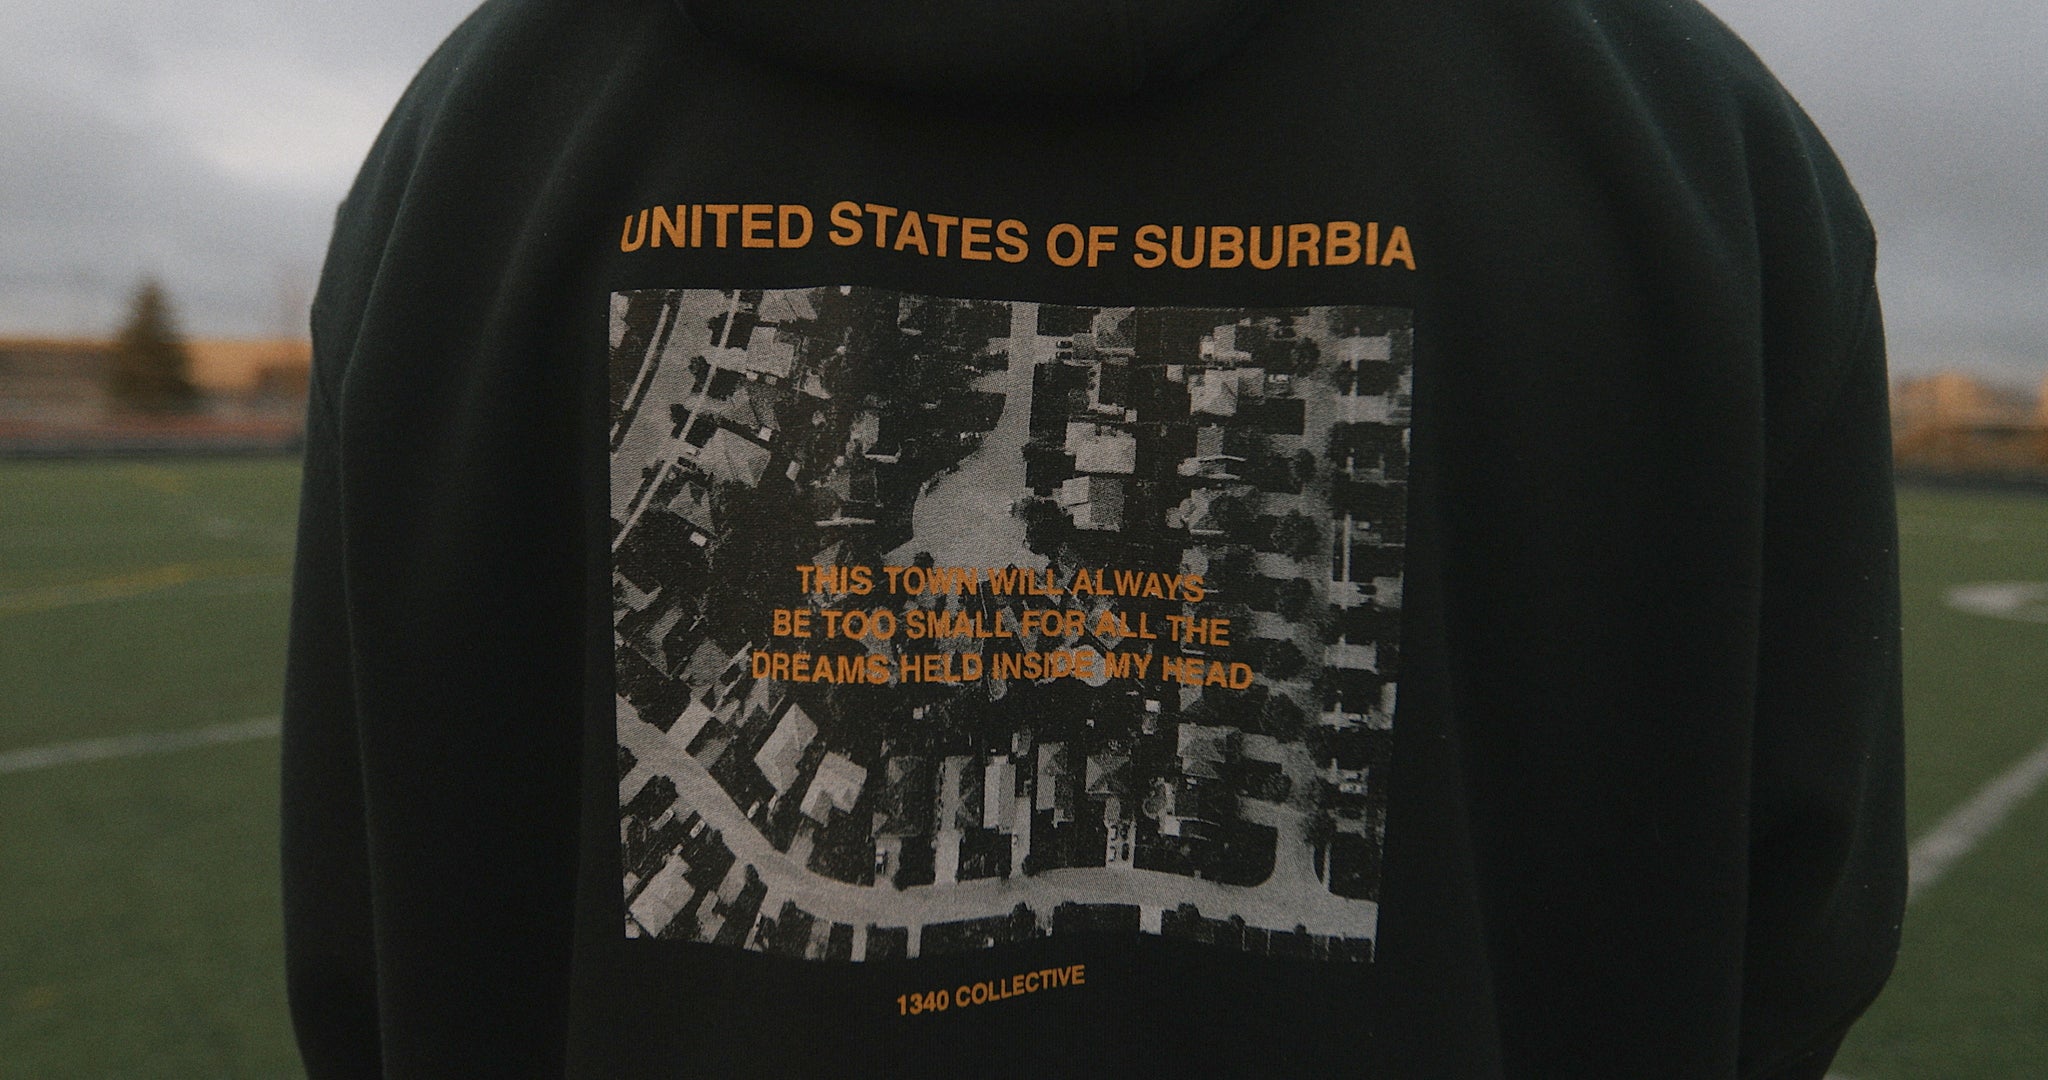 UNITED STATES OF SUBURBIA
THIS TOWN WILL ALWAYS
BE TOO SMALL FOR ALL THE
DREAMS HELD INSIDE MY HEAD
1340 COLLECTIVE